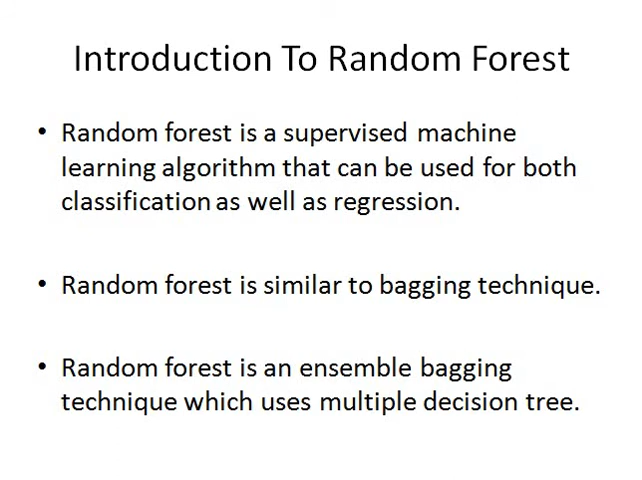 Introduction To Random Forest
• Random forest is a supervised machine
learning algorithm that can be used for both
classification as well as regression.
• Random forest is similar to bagging technique.
• Random forest is an ensemble bagging
technique which uses multiple decision tree.